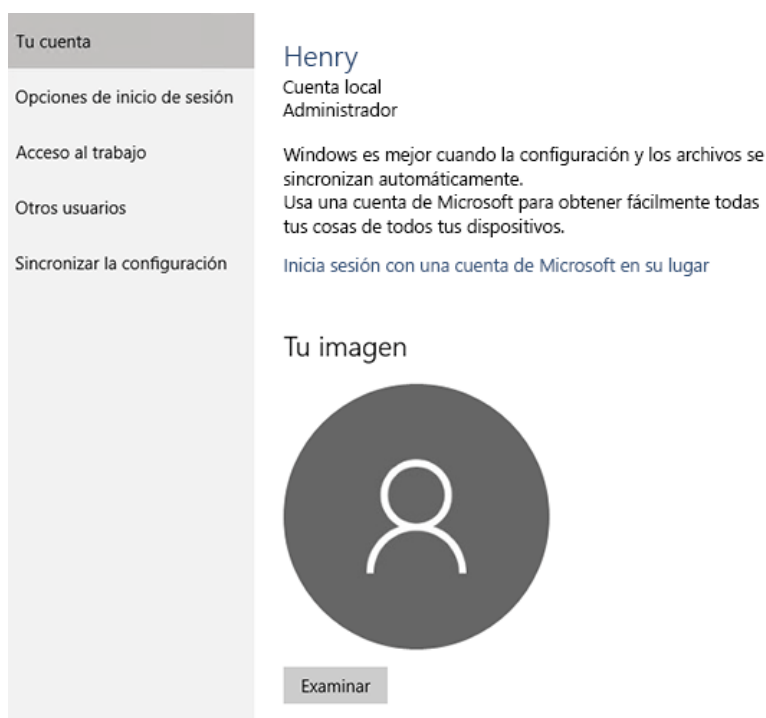 Tu cuenta
Opciones de inicio de sesión
Acceso al trabajo
Otros usuarios
Sincronizar la configuración
Henry
Cuenta local
Administrador
Windows es mejor cuando la configuración y los archivos se
sincronizan automáticamente.
Usa una cuenta de Microsoft para obtener fácilmente todas
tus cosas de todos tus dispositivos.
Inicia sesión con una cuenta de Microsoft en su lugar
Tu imagen
Examinar